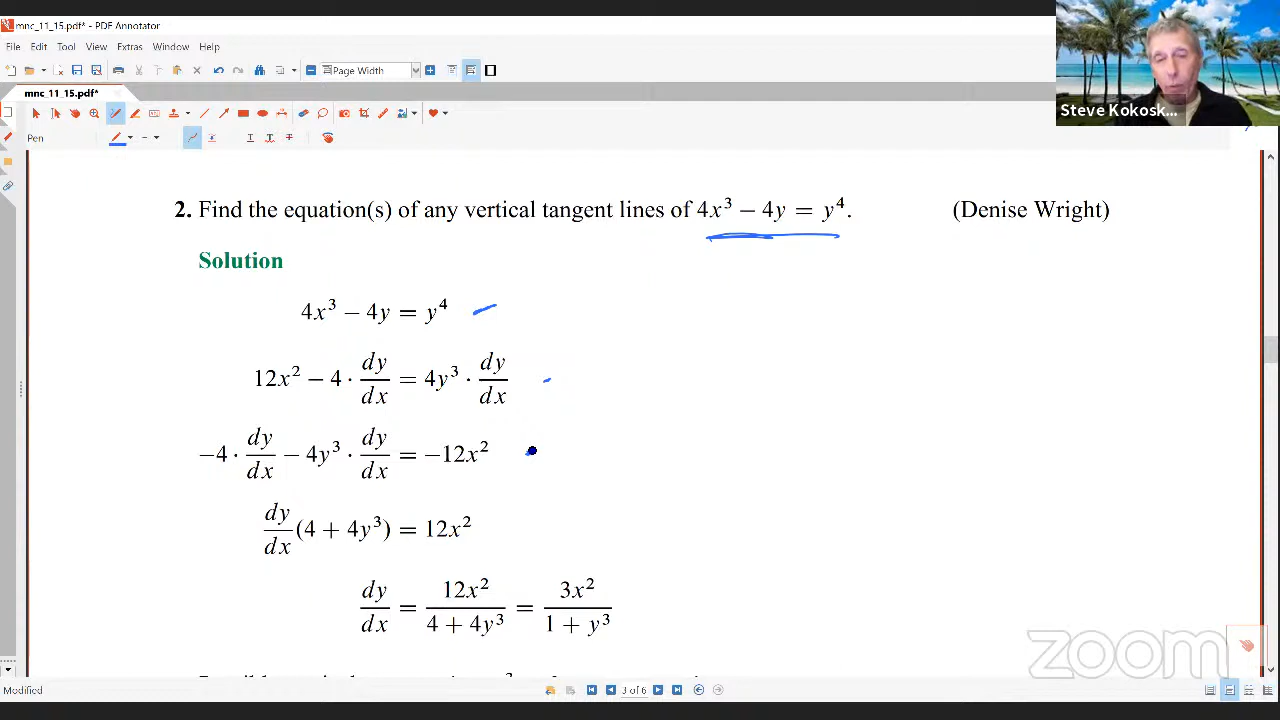 mnc_11_15.pdf* - PDF Annotator
File Edit Tool View Extras Window Help
Page Width
mnc_11_15.pdf*
Pen
Steve Kokosk...
2. Find the equation(s) of any vertical tangent lines of 4x³ − 4y = y⁴. (Denise Wright)
Solution
4x³ − 4y = y⁴
12x² − 4 · dy/dx = 4y³ · dy/dx
−4 · dy/dx − 4y³ · dy/dx = −12x²
dy/dx (4 + 4y³) = 12x²
dy/dx = 12x²/(4 + 4y³) = 3x²/(1 + y³)
zoom
Modified
3 of 6